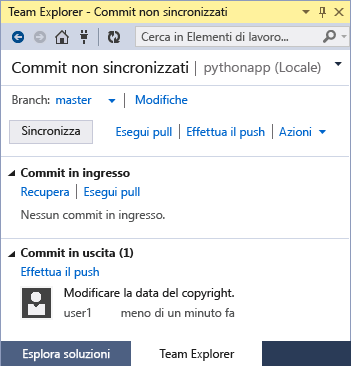 Team Explorer - Commit non sincronizzati
Cerca in Elementi di lavoro...
Commit non sincronizzati | pythonapp (Locale)
Branch: master | Modifiche
Sincronizza Esegui pull | Effettua il push | Azioni
Commit in ingresso
Recupera | Esegui pull
Nessun commit in ingresso.
Commit in uscita (1)
Effettua il push
Modificare la data del copyright.
user1 meno di un minuto fa
Esplora soluzioni Team Explorer